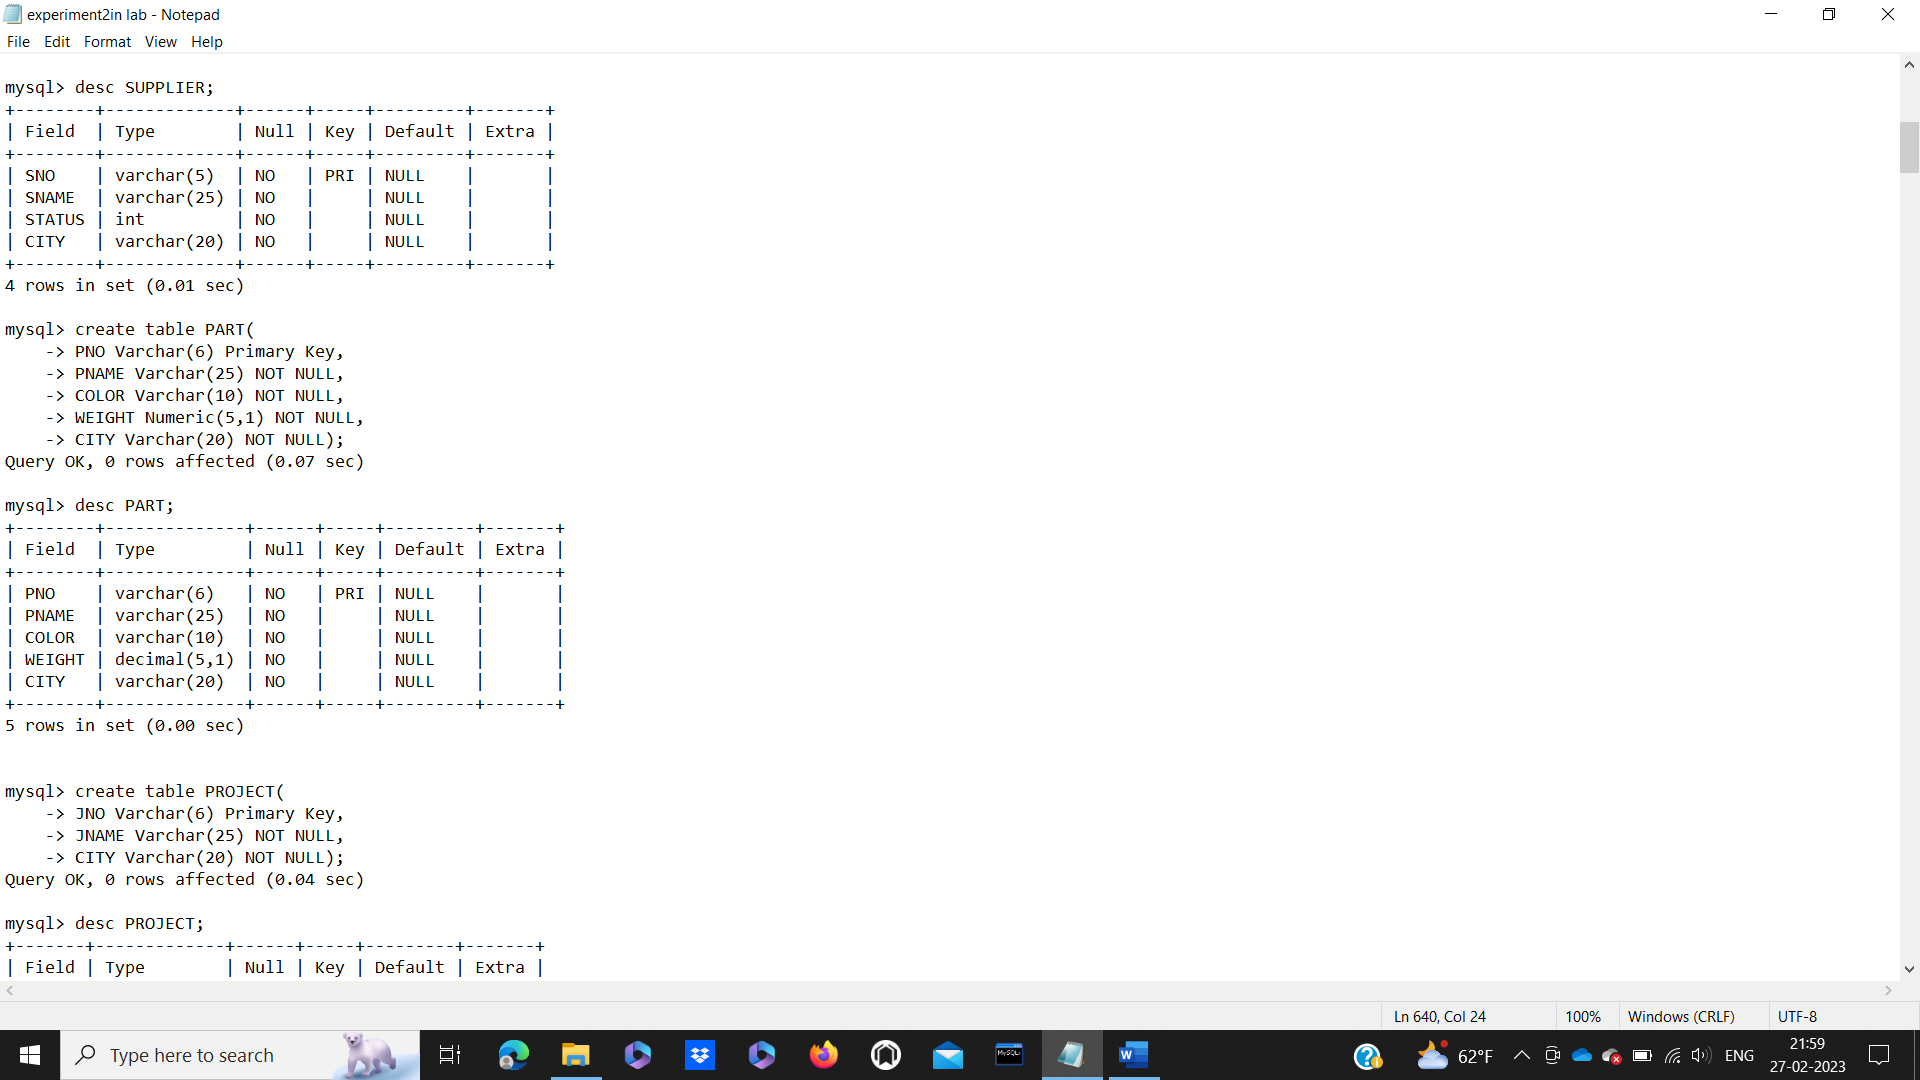 experiment2in lab - Notepad
File Edit Format View Help
mysql> desc SUPPLIER;
+--------+-------------+------+-----+---------+-------+
| Field  | Type        | Null | Key | Default | Extra |
+--------+-------------+------+-----+---------+-------+
| SNO    | varchar(5)  | NO   | PRI | NULL    |       |
| SNAME  | varchar(25) | NO   |     | NULL    |       |
| STATUS | int         | NO   |     | NULL    |       |
| CITY   | varchar(20) | NO   |     | NULL    |       |
+--------+-------------+------+-----+---------+-------+
4 rows in set (0.01 sec)
mysql> create table PART(
    -> PNO Varchar(6) Primary Key,
    -> PNAME Varchar(25) NOT NULL,
    -> COLOR Varchar(10) NOT NULL,
    -> WEIGHT Numeric(5,1) NOT NULL,
    -> CITY Varchar(20) NOT NULL);
Query OK, 0 rows affected (0.07 sec)
mysql> desc PART;
+--------+--------------+------+-----+---------+-------+
| Field  | Type         | Null | Key | Default | Extra |
+--------+--------------+------+-----+---------+-------+
| PNO    | varchar(6)   | NO   | PRI | NULL    |       |
| PNAME  | varchar(25)  | NO   |     | NULL    |       |
| COLOR  | varchar(10)  | NO   |     | NULL    |       |
| WEIGHT | decimal(5,1) | NO   |     | NULL    |       |
| CITY   | varchar(20)  | NO   |     | NULL    |       |
+--------+--------------+------+-----+---------+-------+
5 rows in set (0.00 sec)
mysql> create table PROJECT(
    -> JNO Varchar(6) Primary Key,
    -> JNAME Varchar(25) NOT NULL,
    -> CITY Varchar(20) NOT NULL);
Query OK, 0 rows affected (0.04 sec)
mysql> desc PROJECT;
+-------+-------------+------+-----+---------+-------+
| Field | Type        | Null | Key | Default | Extra |
Ln 640, Col 24 100% Windows (CRLF) UTF-8
Type here to search 62°F ENG 21:59
27-02-2023